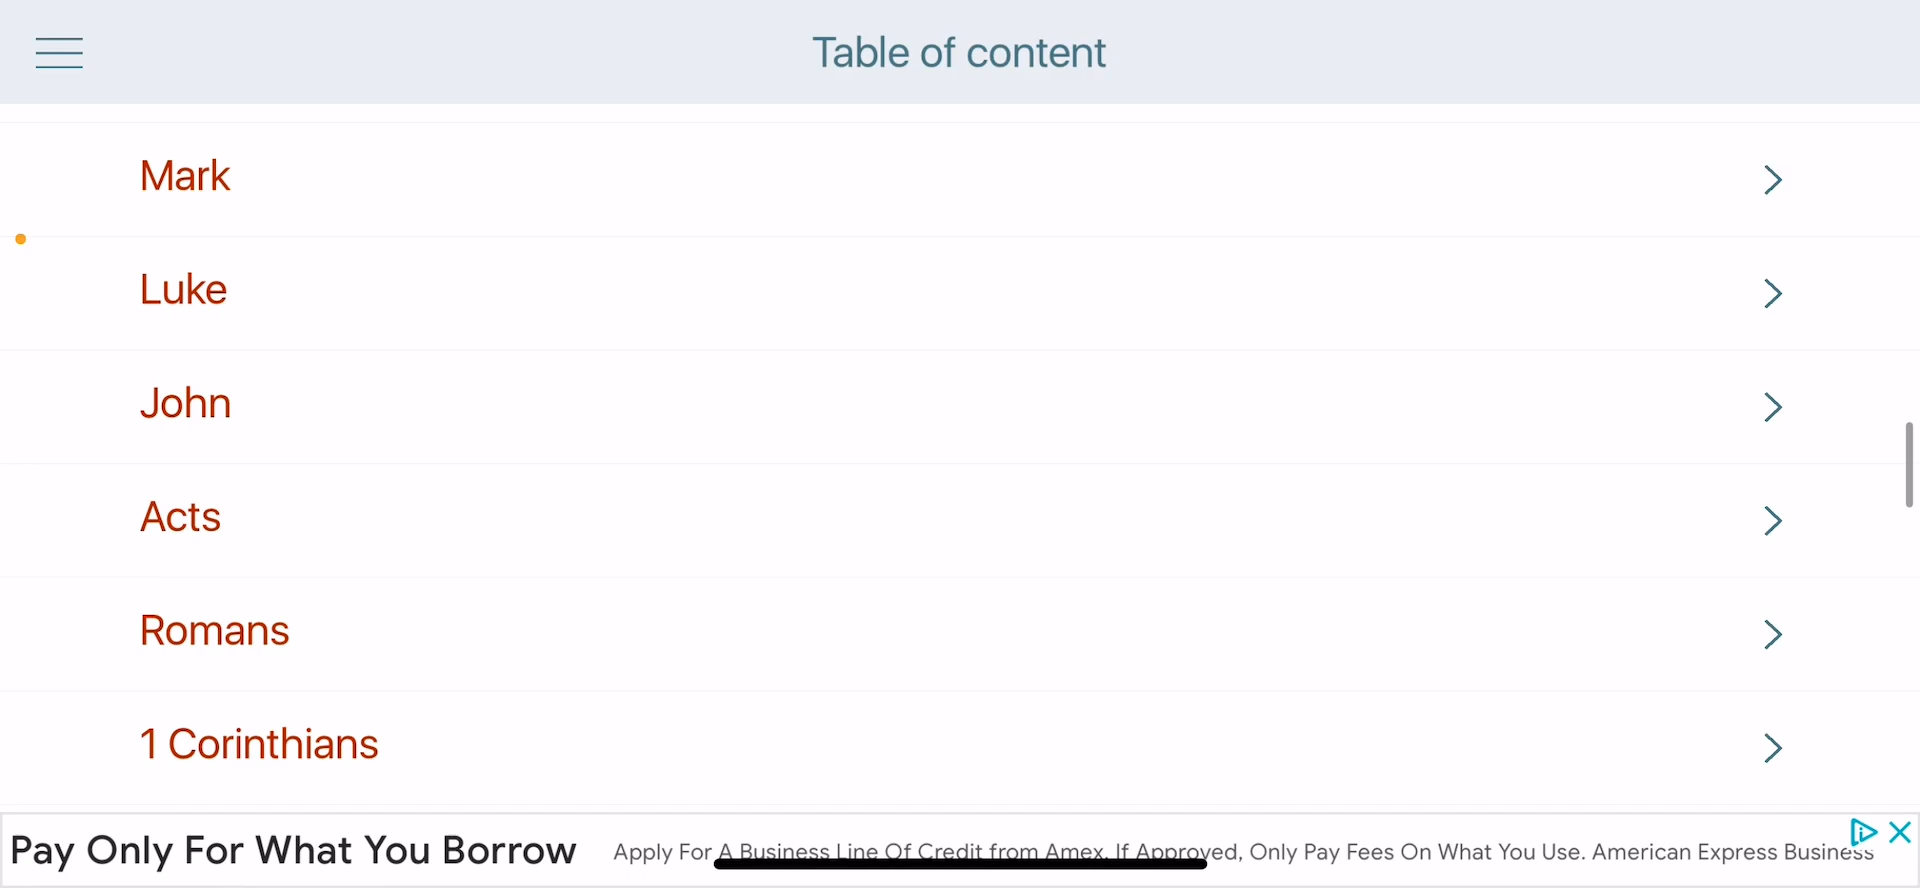 Table of content
Mark
Luke
John
Acts
Romans
1 Corinthians
Pay Only For What You Borrow
Apply For A Business Line Of Credit from Amex. If Approved, Only Pay Fees On What You Use. American Express Business